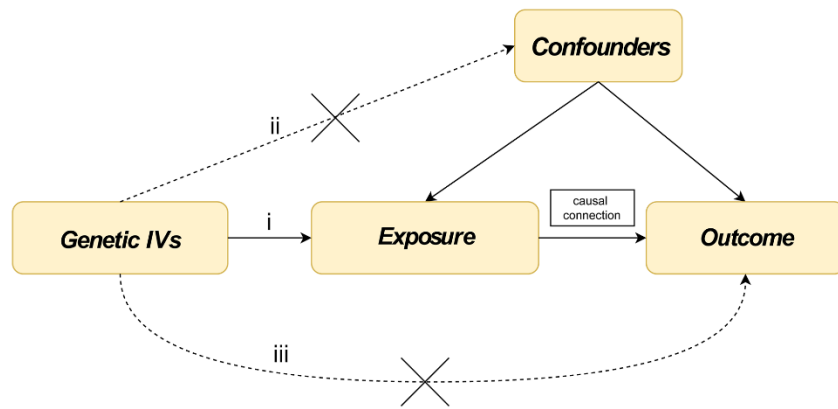 Confounders
ii
Genetic IVs
i
Exposure
causal
connection
Outcome
iii